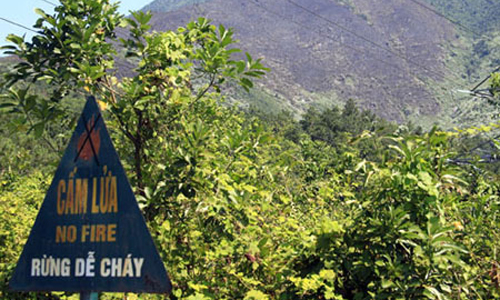 CẤM LỬA
NO FIRE
RỪNG DỄ CHÁY